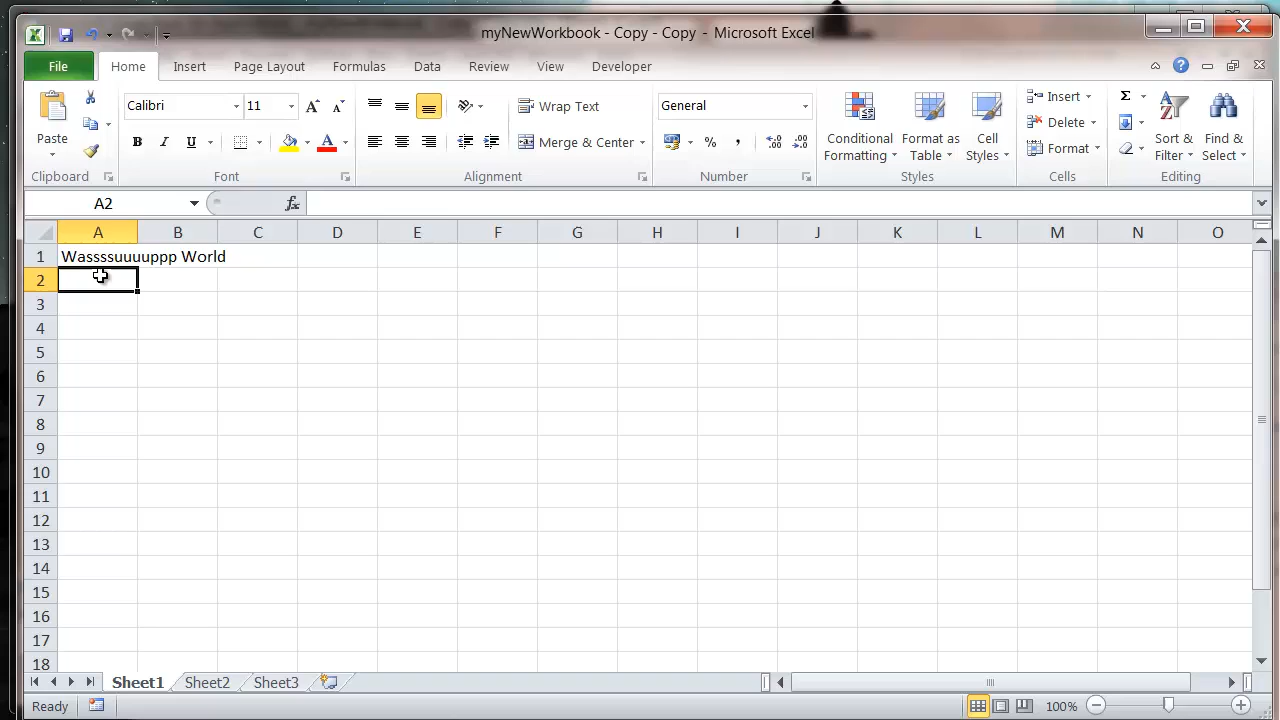 myNewWorkbook - Copy - Copy - Microsoft Excel
File Home Insert Page Layout Formulas Data Review View Developer
Paste
Calibri 11
B I U A
Wrap Text
Merge & Center
General
% ,
Conditional Formatting
Format as Table
Cell Styles
Insert
Delete
Format
Σ
Sort & Filter
Find & Select
Clipboard Font Alignment Number Styles Cells Editing
A2 fx
A B C D E F G H I J K L M N O
1 Wassssuuuuppp World
2
3
4
5
6
7
8
9
10
11
12
13
14
15
16
17
18
Sheet1 Sheet2 Sheet3
Ready 100%